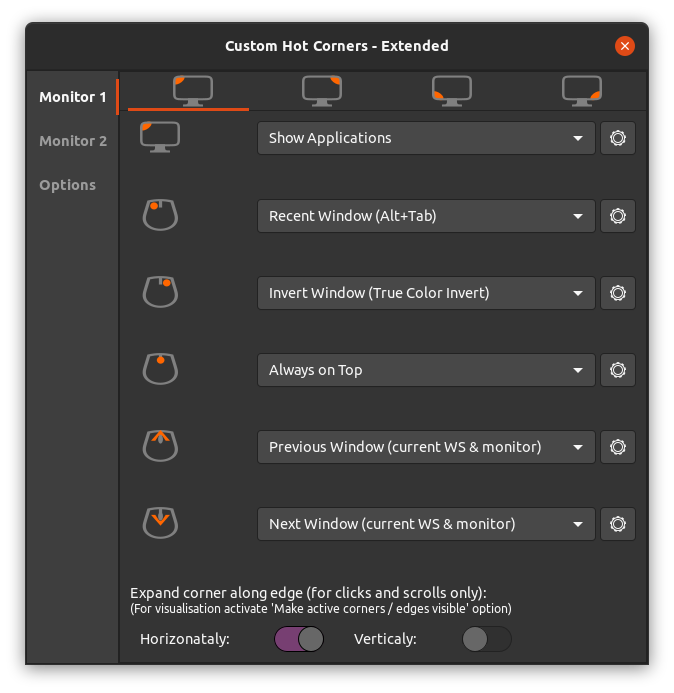 Custom Hot Corners - Extended
Monitor 1
Monitor 2
Options
Show Applications
Recent Window (Alt+Tab)
Invert Window (True Color Invert)
Always on Top
Previous Window (current WS & monitor)
Next Window (current WS & monitor)
Expand corner along edge (for clicks and scrolls only):
(For visualisation activate 'Make active corners / edges visible' option)
Horizonataly: Verticaly: